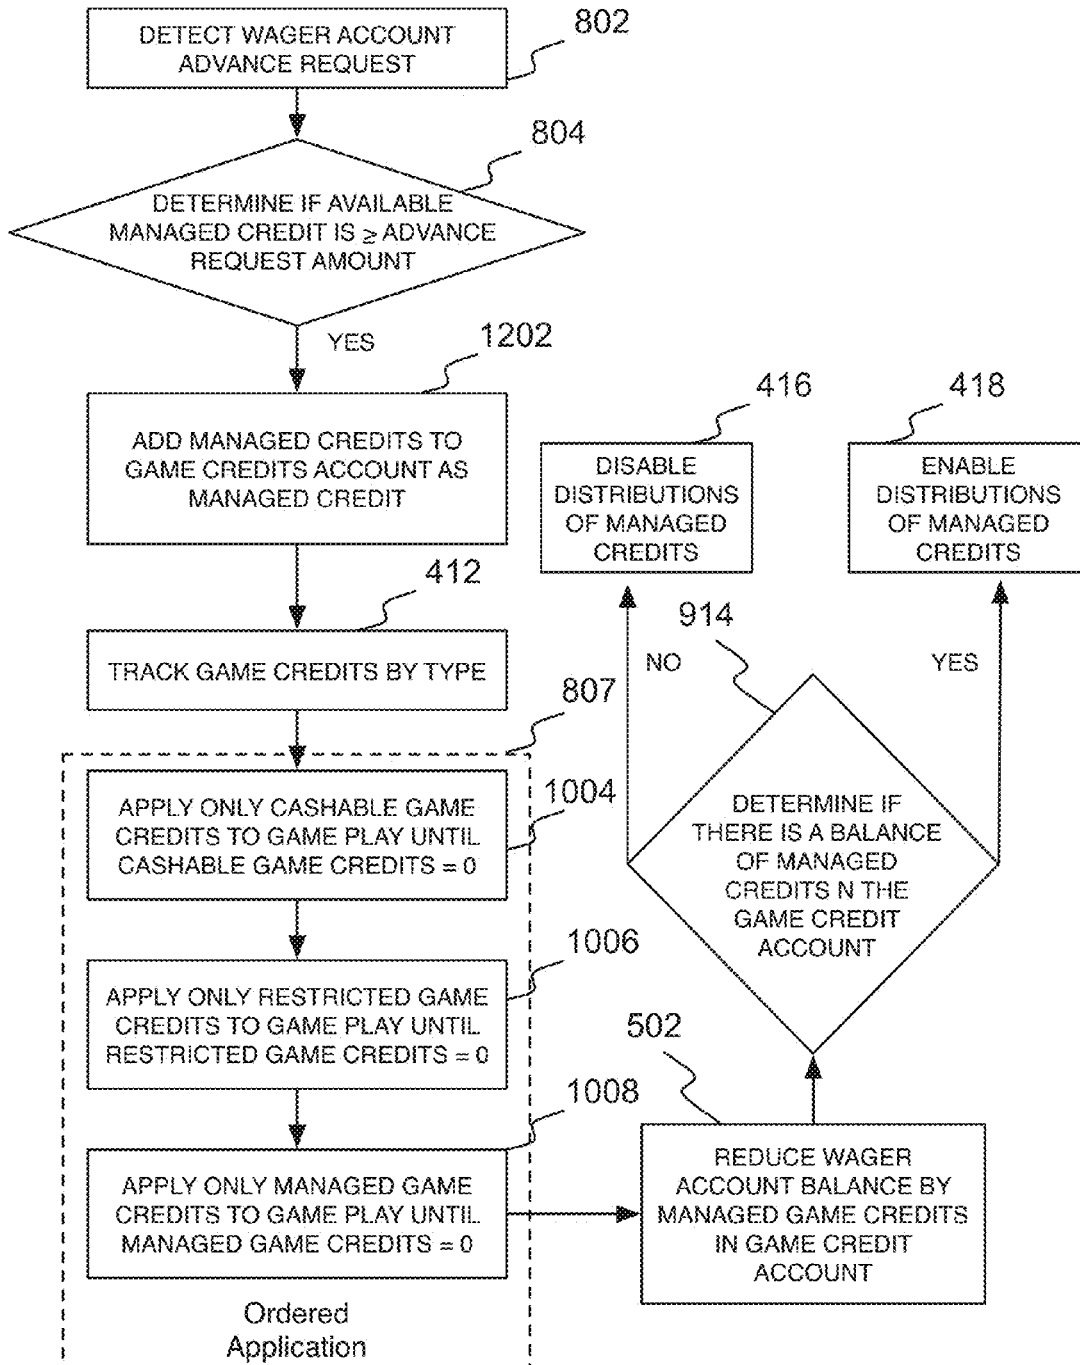 DETECT WAGER ACCOUNT
ADVANCE REQUEST
802
804
DETERMINE IF AVAILABLE
MANAGED CREDIT IS ≥ ADVANCE
REQUEST AMOUNT
YES
1202
ADD MANAGED CREDITS TO
GAME CREDITS ACCOUNT AS
MANAGED CREDIT
412
TRACK GAME CREDITS BY TYPE
807
APPLY ONLY CASHABLE GAME
CREDITS TO GAME PLAY UNTIL
CASHABLE GAME CREDITS = 0
1004
APPLY ONLY RESTRICTED GAME
CREDITS TO GAME PLAY UNTIL
RESTRICTED GAME CREDITS = 0
1006
APPLY ONLY MANAGED GAME
CREDITS TO GAME PLAY UNTIL
MANAGED GAME CREDITS = 0
1008
Ordered
Application
502
REDUCE WAGER
ACCOUNT BALANCE BY
MANAGED GAME CREDITS
IN GAME CREDIT
ACCOUNT
914
DETERMINE IF
THERE IS A BALANCE
OF MANAGED
CREDITS N THE
GAME CREDIT
ACCOUNT
NO
YES
416
DISABLE
DISTRIBUTIONS
OF MANAGED
CREDITS
418
ENABLE
DISTRIBUTIONS
OF MANAGED
CREDITS